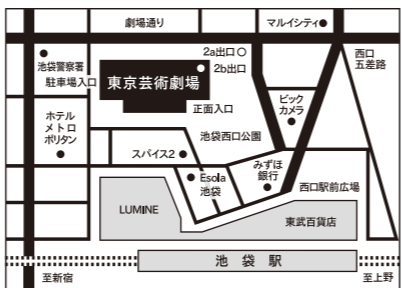 劇場通り
マルイシティ
2a出口
2b出口
西口
五差路
池袋警察署
駐車場入口
東京芸術劇場
正面入口
ビック
カメラ
ホテル
メトロ
ポリタン
池袋西口公園
スパイス2
みずほ
銀行
Esola
池袋
西口駅前広場
LUMINE
東武百貨店
池袋駅
至新宿
至上野